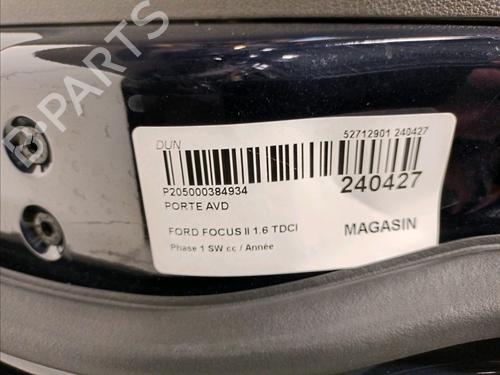 DUN
52712901 240427
P205000384934
240427
PORTE AVD
FORD FOCUS II 1.6 TDCI
MAGASIN
Phase 1 SW cc / Année
B-PARTS